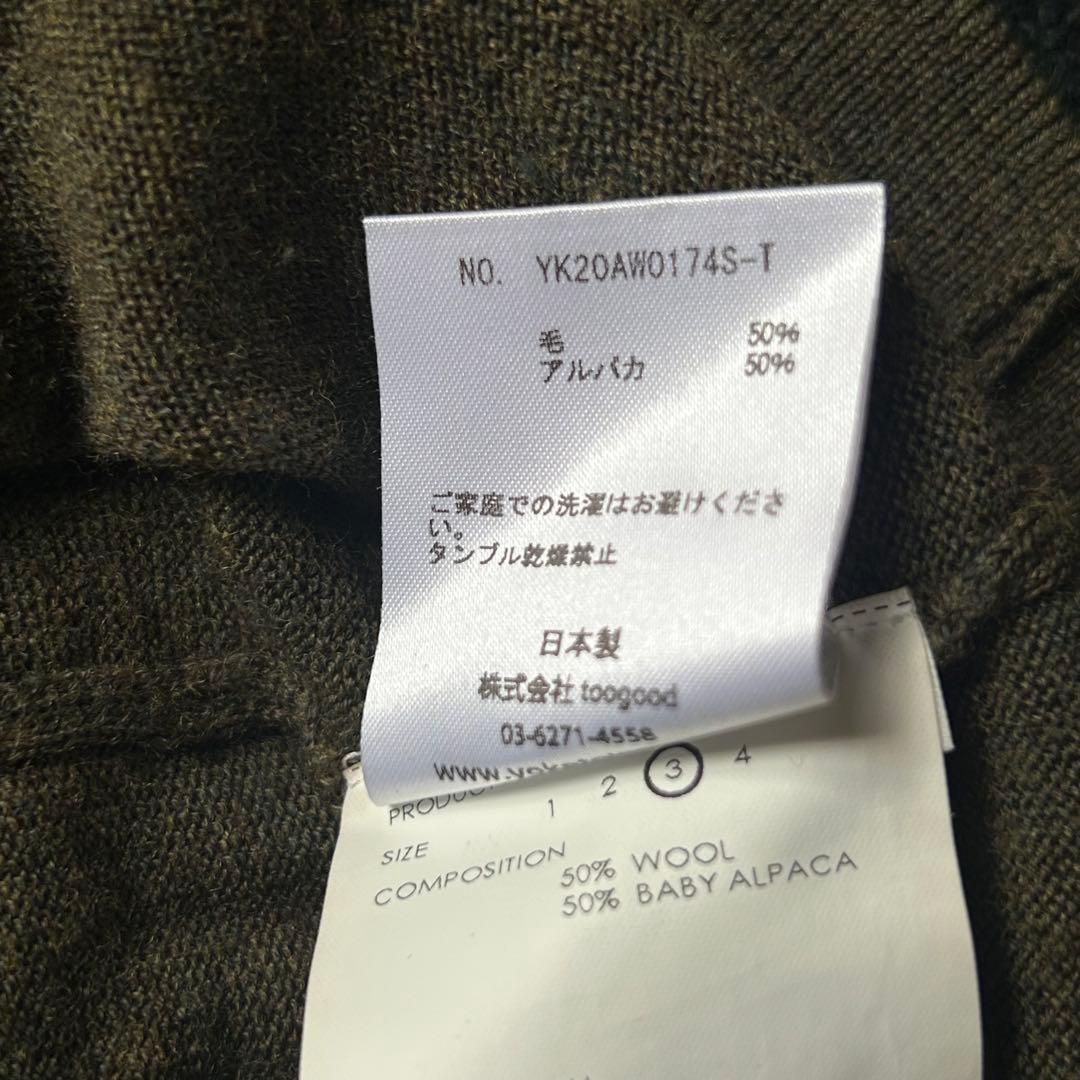 NO. YK20AW0174S-T
毛 50%
アルパカ 50%
ご家庭での洗濯はお避けくださ
い。
タンブル乾燥禁止
日本製
株式会社 toogood
03-6271-4558
1 2 3 4
SIZE
COMPOSITION
50% WOOL
50% BABY ALPACA